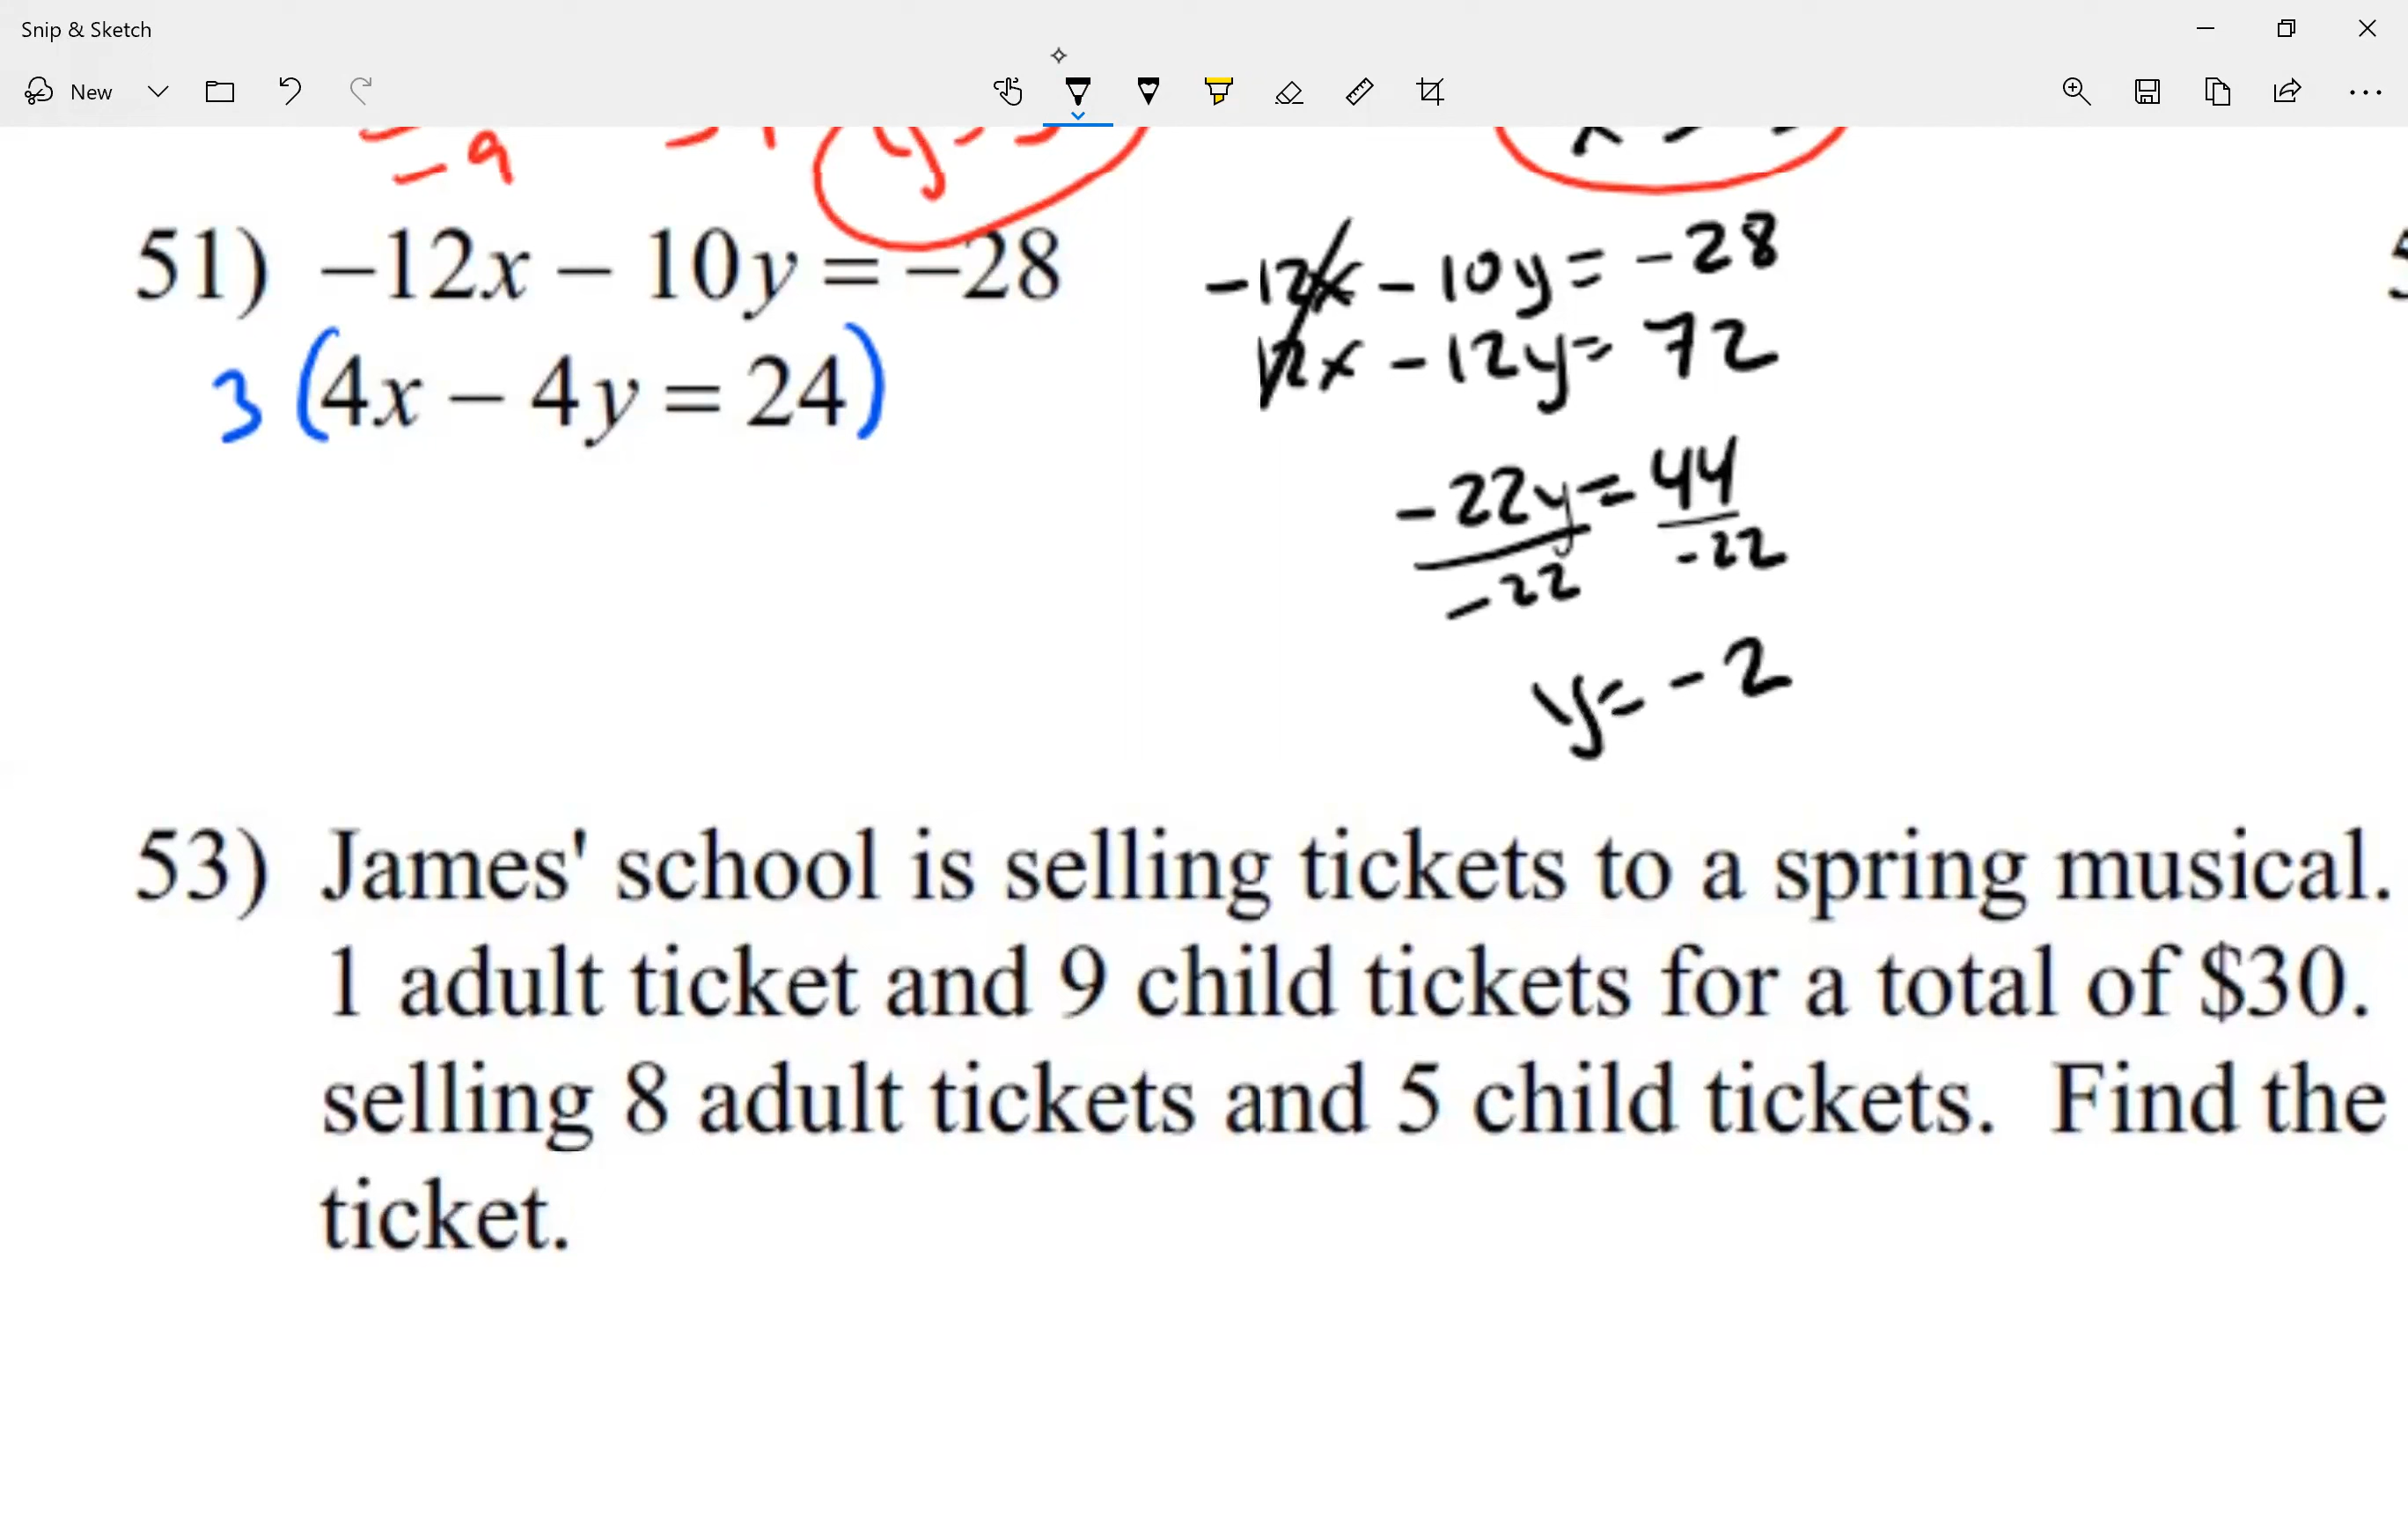 Snip & Sketch
New
-9
51) −12x − 10y = −28
3 (4x − 4y = 24)
-12x - 10y = -28
12x - 12y = 72
-22y = 44
-22 -22
y = -2
53) James' school is selling tickets to a spring musical.
1 adult ticket and 9 child tickets for a total of $30.
selling 8 adult tickets and 5 child tickets. Find the
ticket.